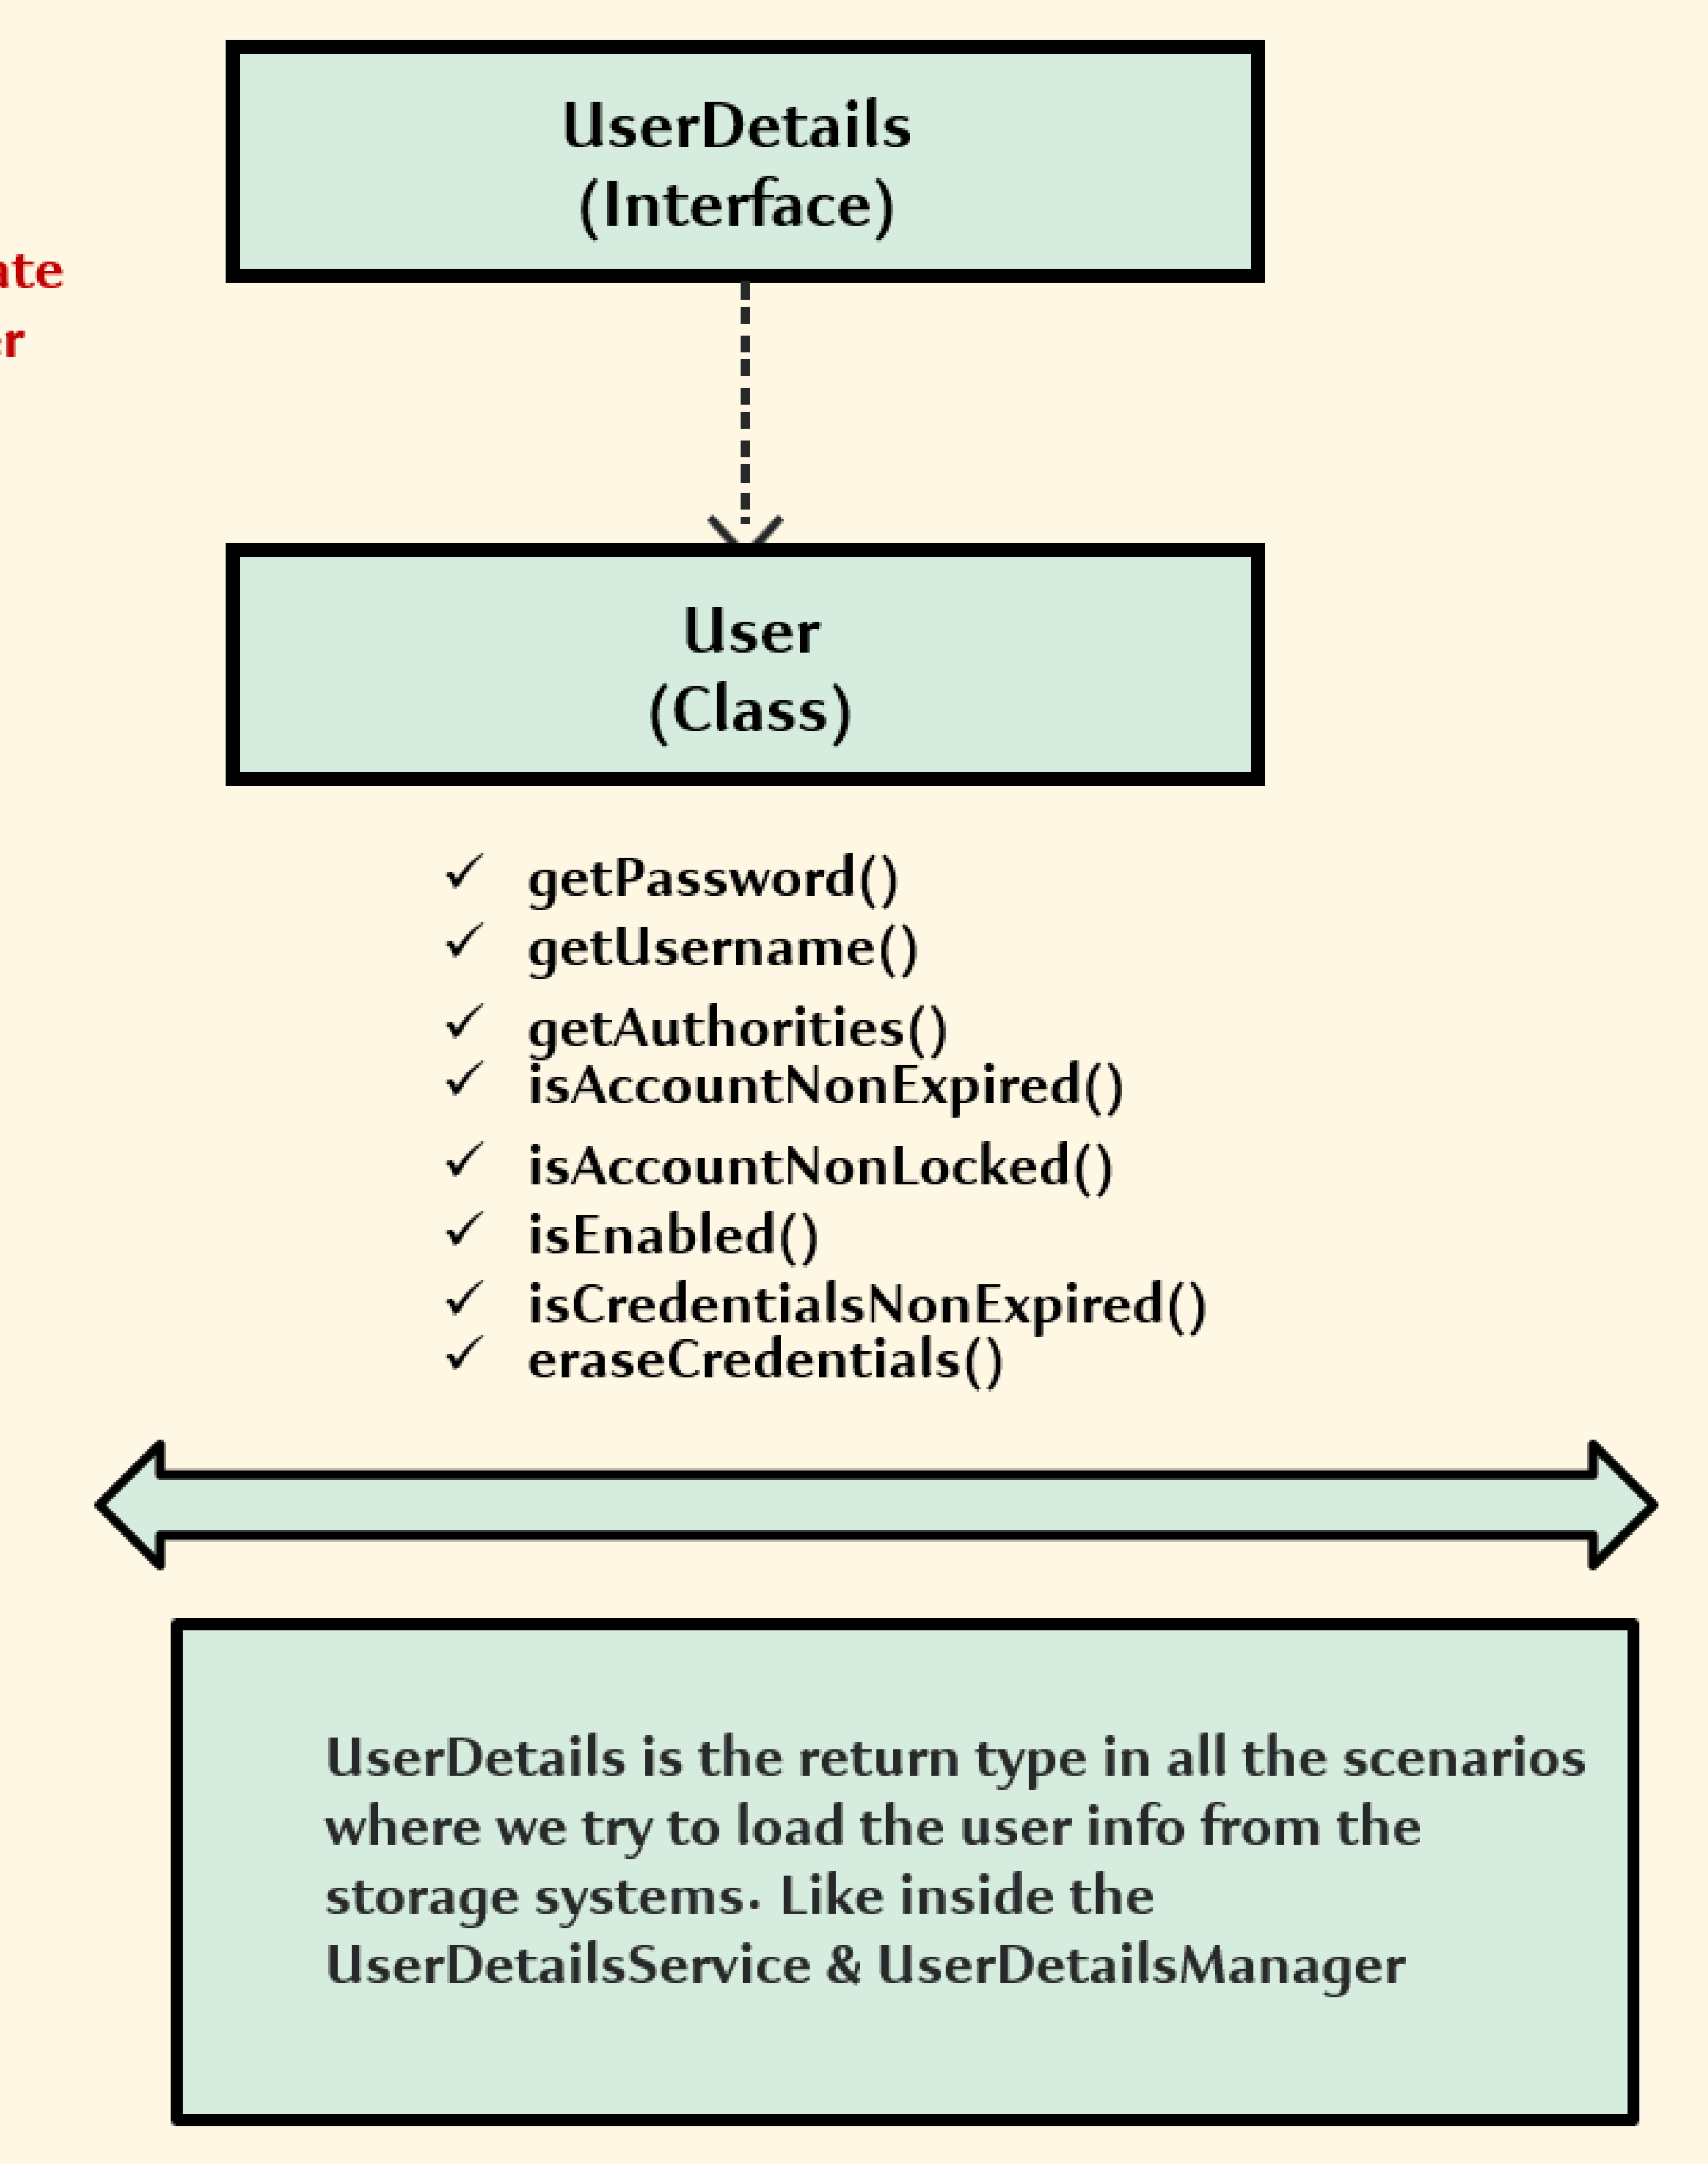 UserDetails
(Interface)
User
(Class)
✓ getPassword()
✓ getUsername()
✓ getAuthorities()
✓ isAccountNonExpired()
✓ isAccountNonLocked()
✓ isEnabled()
✓ isCredentialsNonExpired()
✓ eraseCredentials()
UserDetails is the return type in all the scenarios
where we try to load the user info from the
storage systems. Like inside the
UserDetailsService & UserDetailsManager